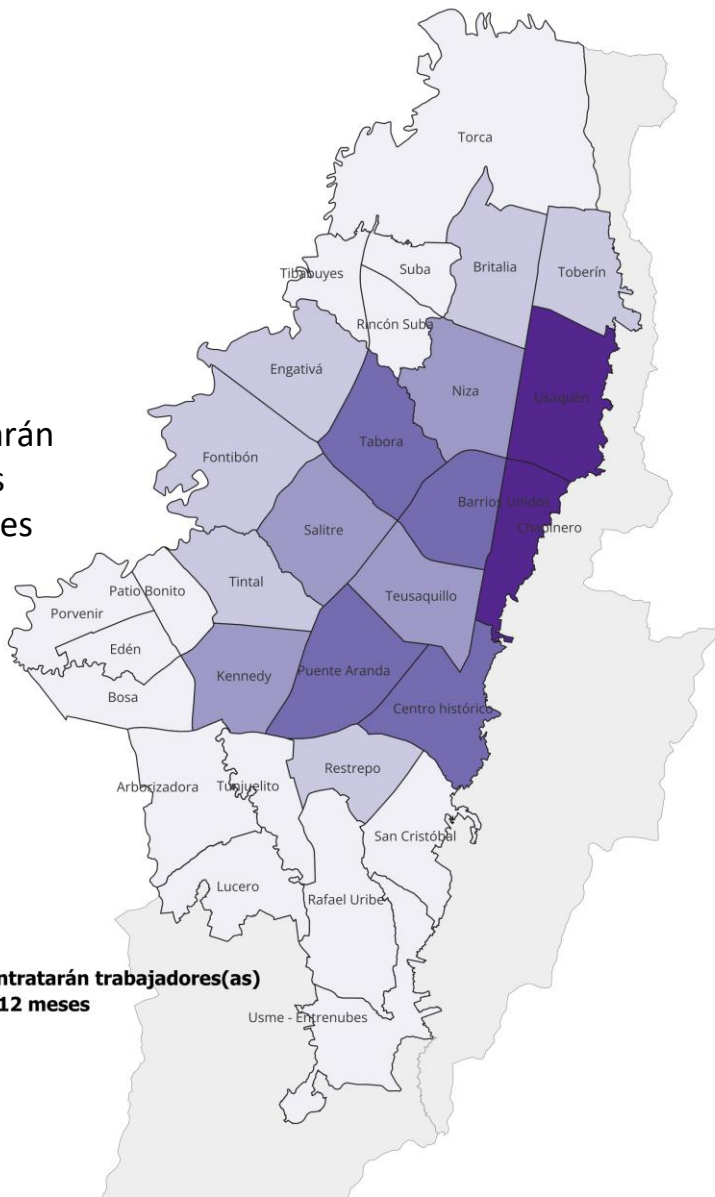 Torca
Tibabuyes
Suba
Britalia
Toberín
Rincón Suba
Engativá
Niza
Usaquén
Tabora
arán
Fontibón
s
Barrios Unidos
Chapinero
es
Salitre
Tintal
Patio Bonito
Teusaquillo
Porvenir
Edén
Kennedy
Puente Aranda
Bosa
Centro histórico
Restrepo
Arborizadora
Tunjuelito
San Cristóbal
Lucero
Rafael Uribe
ntratarán trabajadores(as)
12 meses
Usme - Entrenubes